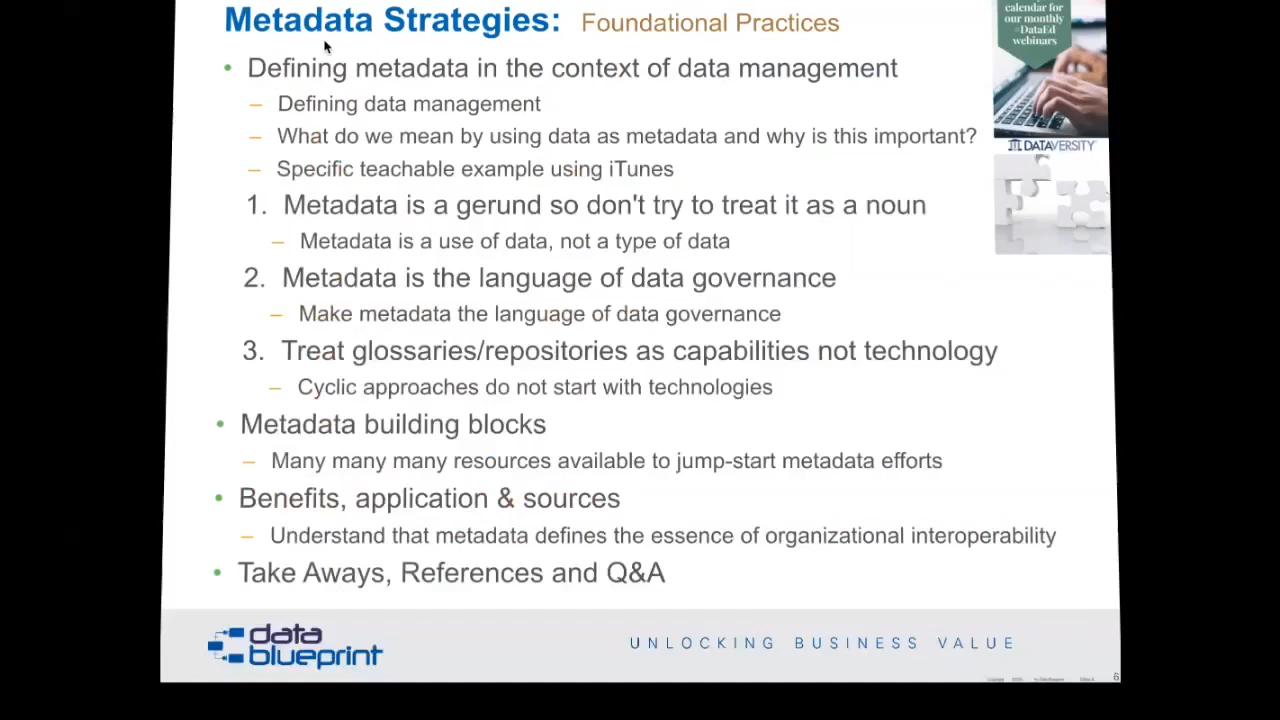 Metadata Strategies: Foundational Practices
calendar for
our monthly
#DataEd
webinars
• Defining metadata in the context of data management
– Defining data management
– What do we mean by using data as metadata and why is this important?
DATAVERSITY
– Specific teachable example using iTunes
1. Metadata is a gerund so don't try to treat it as a noun
– Metadata is a use of data, not a type of data
2. Metadata is the language of data governance
– Make metadata the language of data governance
3. Treat glossaries/repositories as capabilities not technology
– Cyclic approaches do not start with technologies
• Metadata building blocks
– Many many many resources available to jump-start metadata efforts
• Benefits, application & sources
– Understand that metadata defines the essence of organizational interoperability
• Take Aways, References and Q&A
data
blueprint
UNLOCKING BUSINESS VALUE
6